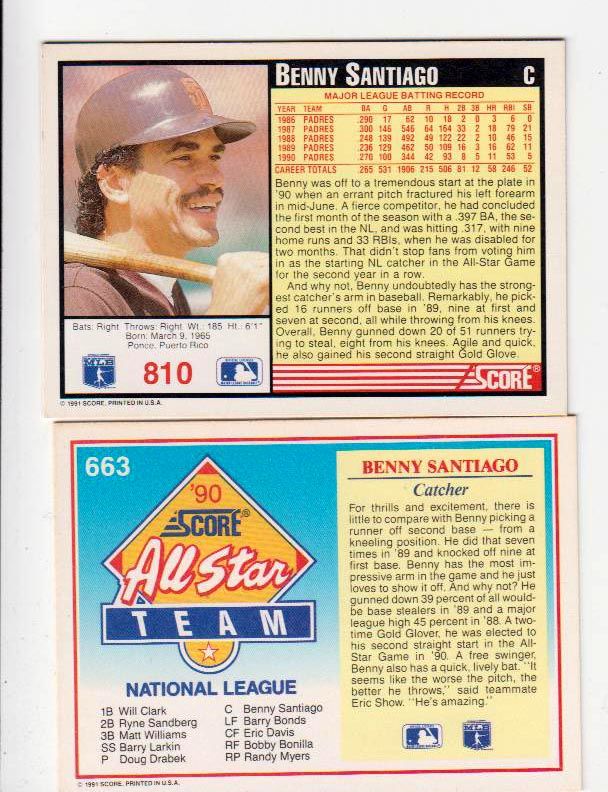 BENNY SANTIAGO C
MAJOR LEAGUE BATTING RECORD
YEAR TEAM BA G AB R H 2B 3B HR RBI SB
1986 PADRES .290 17 62 10 18 2 0 3 6 0
1987 PADRES .300 146 546 64 164 33 2 18 79 21
1988 PADRES .248 139 492 49 122 22 2 10 46 15
1989 PADRES .236 129 462 50 109 16 3 16 62 11
1990 PADRES .270 100 344 42 93 8 5 11 53 5
CAREER TOTALS .265 531 1906 215 506 81 12 58 246 52
Benny was off to a tremendous start at the plate in
'90 when an errant pitch fractured his left forearm
in mid-June. A fierce competitor, he had concluded
the first month of the season with a .397 BA, the se-
cond best in the NL, and was hitting .317, with nine
home runs and 33 RBIs, when he was disabled for
two months. That didn't stop fans from voting him
in as the starting NL catcher in the All-Star Game
for the second year in a row.
And why not, Benny undoubtedly has the strong-
est catcher's arm in baseball. Remarkably, he pick-
ed 16 runners off base in '89, nine at first and
seven at second, all while throwing from his knees.
Overall, Benny gunned down 20 of 51 runners try-
ing to steal, eight from his knees. Agile and quick,
he also gained his second straight Gold Glove.
Bats: Right Throws: Right Wt.: 185 Ht.: 6'1"
Born: March 9, 1965
Ponce, Puerto Rico
MLB
810
SCORE®
© 1991 SCORE, PRINTED IN U.S.A.
663
'90
SCORE®
All Star
TEAM
NATIONAL LEAGUE
1B Will Clark
2B Ryne Sandberg
3B Matt Williams
SS Barry Larkin
P Doug Drabek
C Benny Santiago
LF Barry Bonds
CF Eric Davis
RF Bobby Bonilla
RP Randy Myers
BENNY SANTIAGO
Catcher
For thrills and excitement, there is
little to compare with Benny picking a
runner off second base — from a
kneeling position. He did that seven
times in '89 and knocked off nine at
first base. Benny has the most im-
pressive arm in the game and he just
loves to show it off. And why not? He
gunned down 39 percent of all would-
be base stealers in '89 and a major
league high 45 percent in '88. A two-
time Gold Glover, he was elected to
his second straight start in the All-
Star Game in '90. A free swinger,
Benny also has a quick, lively bat. "It
seems like the worse the pitch, the
better he throws," said teammate
Eric Show. "He's amazing."
© 1991 SCORE, PRINTED IN U.S.A.